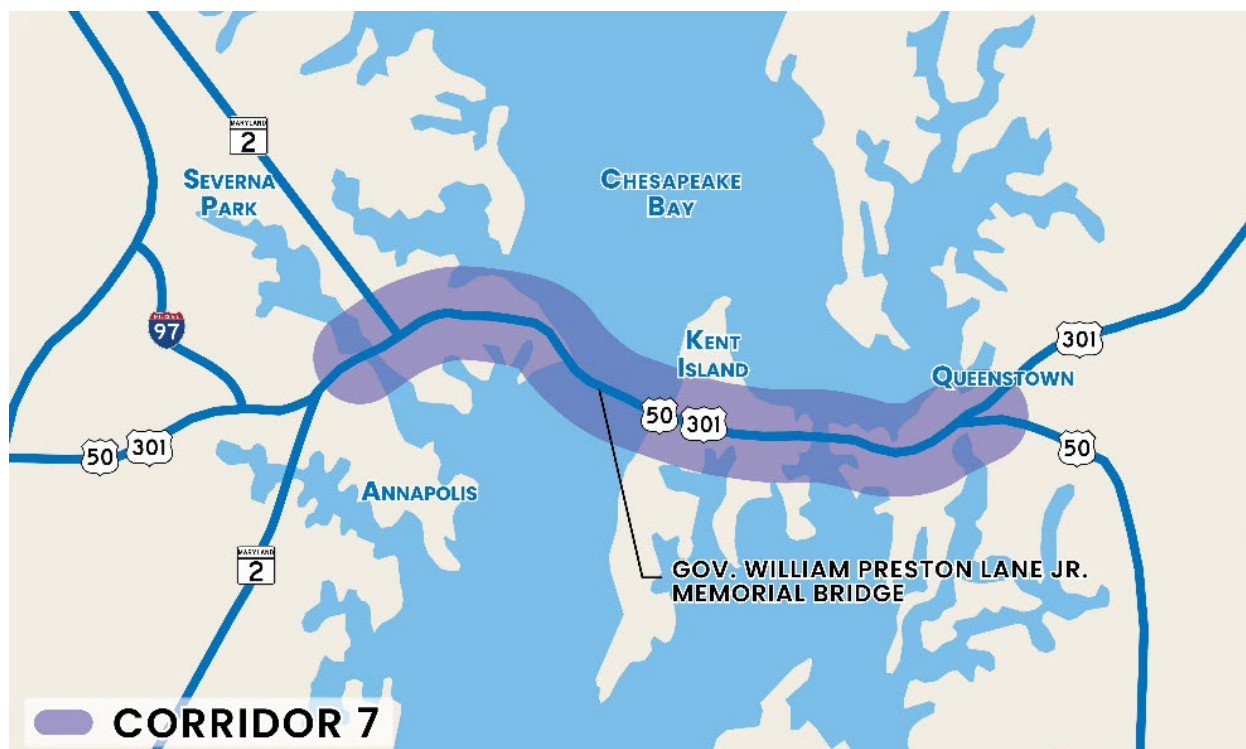 MARYLAND
2
SEVERNA
PARK
CHESAPEAKE
BAY
97
KENT
ISLAND
301
QUEENSTOWN
50
301
50
301
50
ANNAPOLIS
MARYLAND
2
GOV. WILLIAM PRESTON LANE JR.
MEMORIAL BRIDGE
CORRIDOR 7